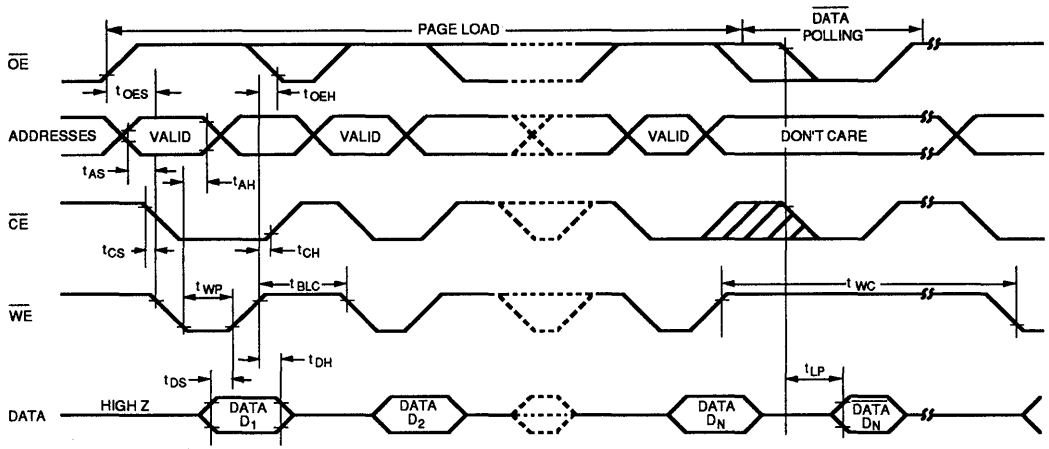 PAGE LOAD
DATA
POLLING
OE
tOES
tOEH
ADDRESSES
VALID
VALID
VALID
DON'T CARE
tAS
tAH
CE
tCS
tCH
tWP
tBLC
tWC
WE
tDS
tDH
tLP
DATA
HIGH Z
DATA
D1
DATA
D2
DATA
DN
DATA
DN